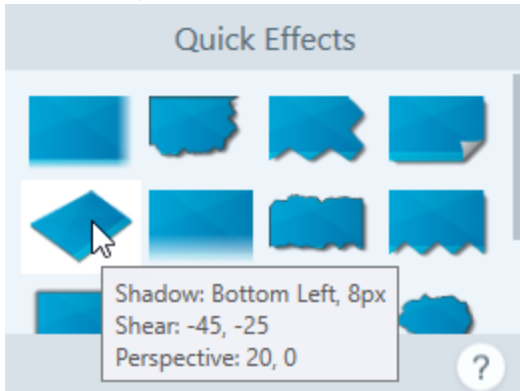 Quick Effects
Shadow: Bottom Left, 8px
Shear: -45, -25
Perspective: 20, 0
?